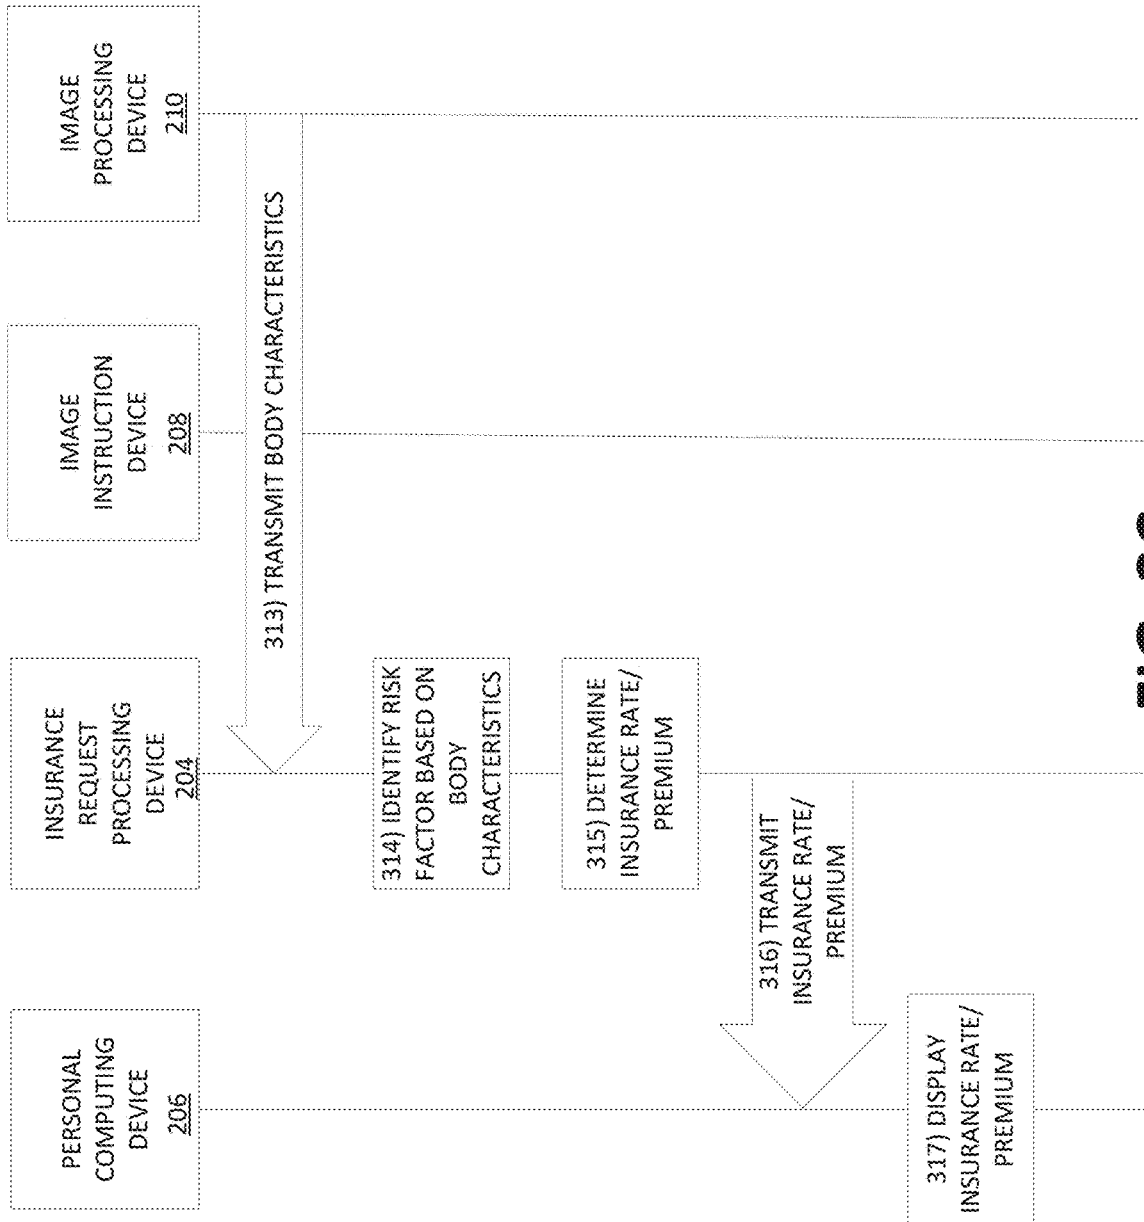 PERSONAL
COMPUTING
DEVICE
206
INSURANCE
REQUEST
PROCESSING
DEVICE
204
IMAGE
INSTRUCTION
DEVICE
208
IMAGE
PROCESSING
DEVICE
210
313) TRANSMIT BODY CHARACTERISTICS
314) IDENTIFY RISK
FACTOR BASED ON
BODY
CHARACTERISTICS
315) DETERMINE
INSURANCE RATE/
PREMIUM
316) TRANSMIT
INSURANCE RATE/
PREMIUM
317) DISPLAY
INSURANCE RATE/
PREMIUM